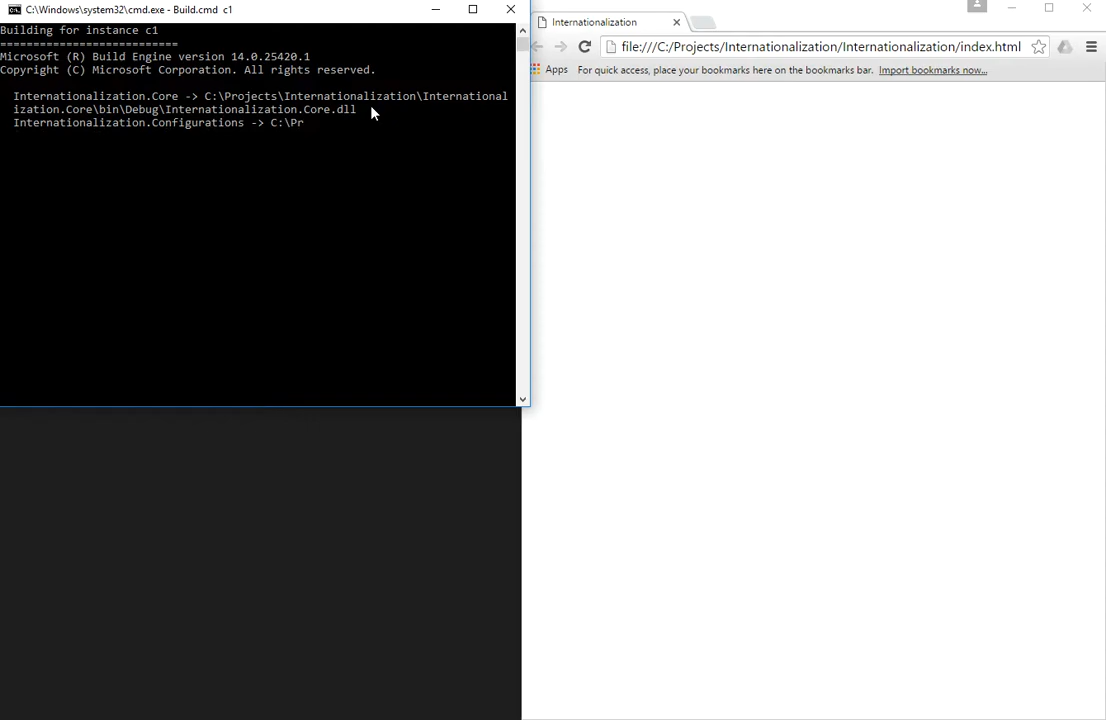 C:\Windows\system32\cmd.exe - Build.cmd  c1
Building for instance c1
===========================
Microsoft (R) Build Engine version 14.0.25420.1
Copyright (C) Microsoft Corporation. All rights reserved.
Internationalization.Core -> C:\Projects\Internationalization\International
ization.Core\bin\Debug\Internationalization.Core.dll
Internationalization.Configurations -> C:\Pr
Internationalization
file:///C:/Projects/Internationalization/Internationalization/index.html
Apps For quick access, place your bookmarks here on the bookmarks bar. Import bookmarks now...